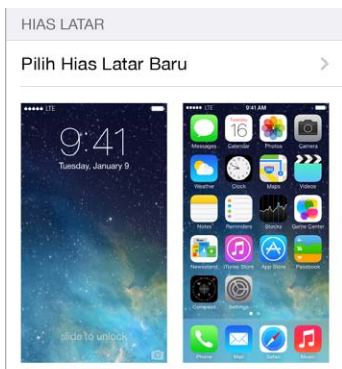 HIAS LATAR
Pilih Hias Latar Baru
LTE
9:41
Tuesday, January 9
slide to unlock
LTE 9:41 AM
Tuesday
16
Messages Calendar Photos Camera
Weather Clock Maps Videos
Notes Reminders Stocks Game Center
Newsstand iTunes Store App Store Passbook
Compass Settings
Phone Mail Safari Music